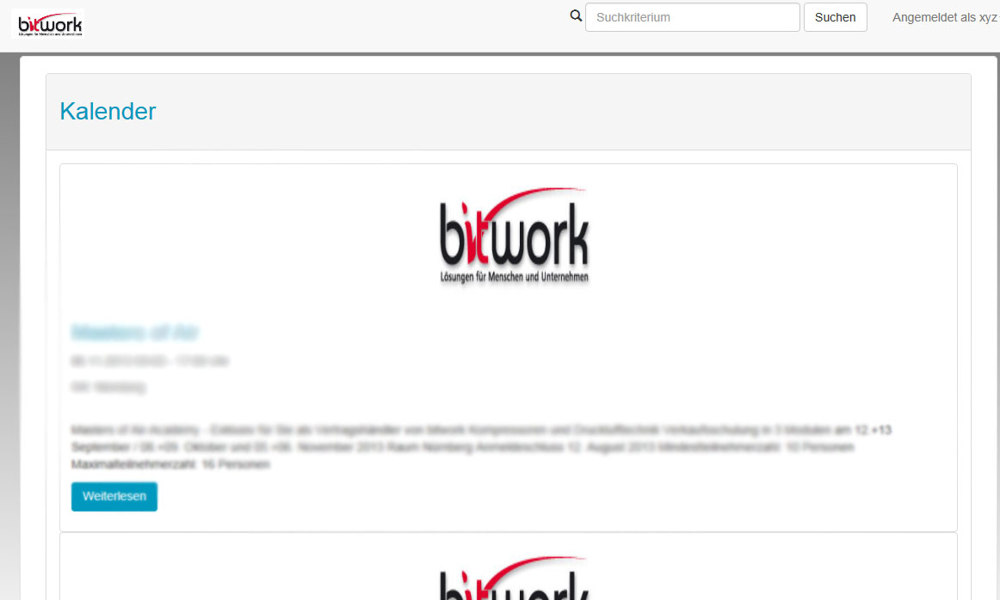 bitwork
Lösungen für Menschen und Unternehmen
Suchkriterium
Suchen
Angemeldet als xyz
Kalender
bitwork
Lösungen für Menschen und Unternehmen
Masters of Air
Masters of Air Academy - Exklusiv für Sie als Vertragshändler von bitwork Kompressoren und Drucklufttechnik Verkaufsschulung in 3 Modulen am 12.+13
September / 08.+09. Oktober und 05.+06. November 2013 Raum Nürnberg Anmeldeschluss 12. August 2013 Mindestteilnehmerzahl: 10 Personen
Maximalteilnehmerzahl: 16 Personen
Weiterlesen
bitwork